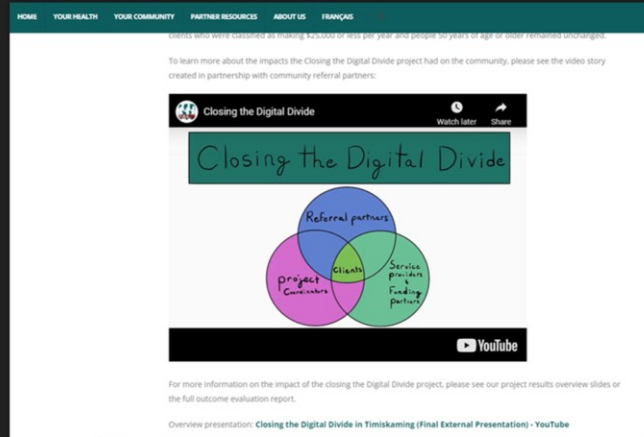 HOME YOUR HEALTH YOUR COMMUNITY PARTNER RESOURCES ABOUT US FRANÇAIS
clients who were classified as making $25,000 or less per year and people 50 years of age or older remained unchanged.
To learn more about the impacts the Closing the Digital Divide project had on the community, please see the video story
created in partnership with community referral partners:
Closing the Digital Divide
Watch later Share
Closing the Digital Divide
Referral partners
Clients
project
Coordinators
Service
providers
&
Funding
partners
YouTube
For more information on the impact of the closing the Digital Divide project, please see our project results overview slides or
the full outcome evaluation report.
Overview presentation: Closing the Digital Divide in Timiskaming (Final External Presentation) - YouTube